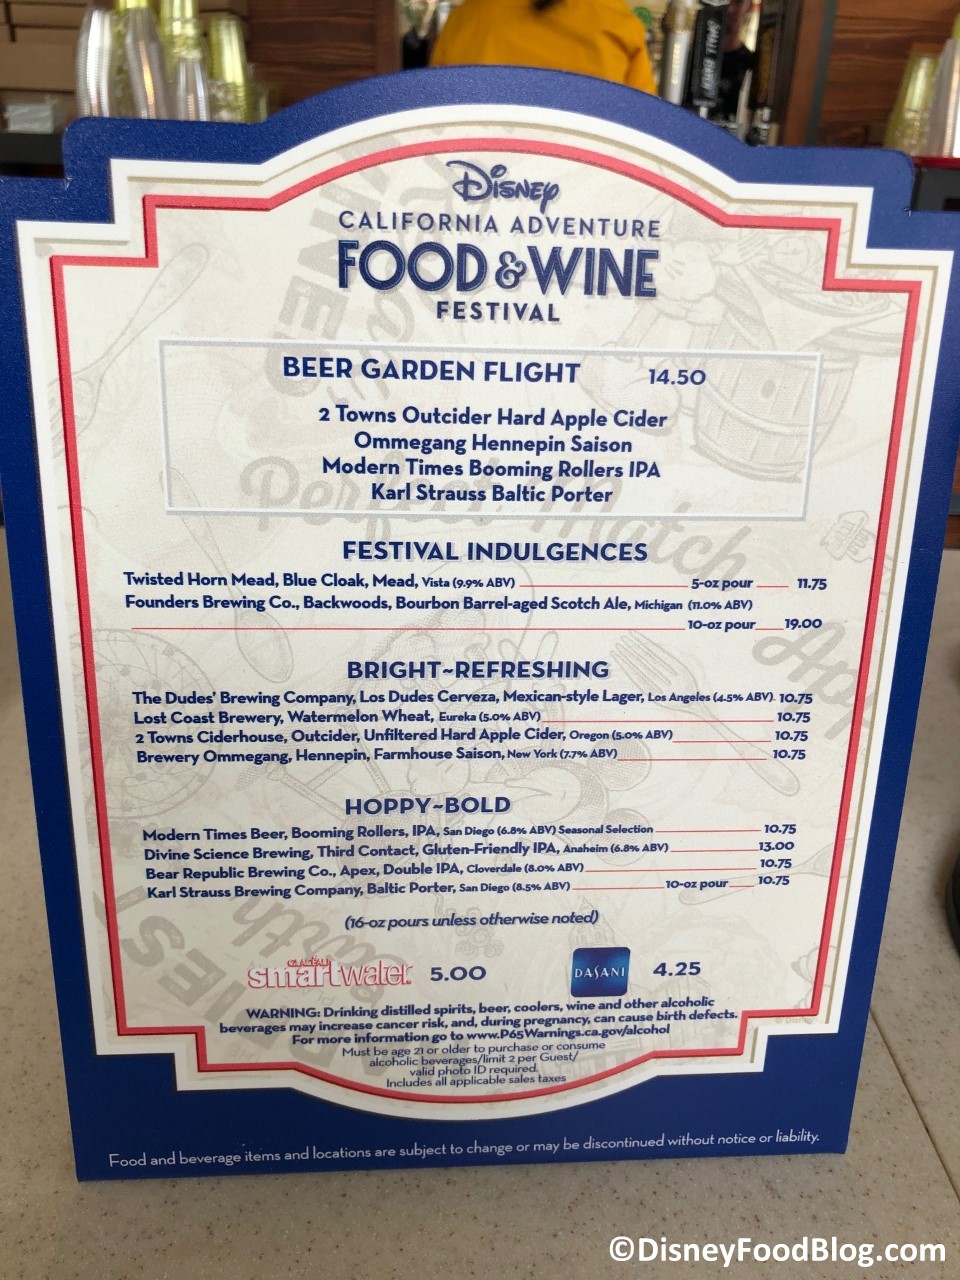 Disney
CALIFORNIA ADVENTURE
FOOD & WINE
FESTIVAL
BEER GARDEN FLIGHT 14.50
2 Towns Outcider Hard Apple Cider
Ommegang Hennepin Saison
Modern Times Booming Rollers IPA
Karl Strauss Baltic Porter
Perfect Match
FESTIVAL INDULGENCES
Twisted Horn Mead, Blue Cloak, Mead, Vista (9.9% ABV) 5-oz pour 11.75
Founders Brewing Co., Backwoods, Bourbon Barrel-aged Scotch Ale, Michigan (11.0% ABV)
10-oz pour 19.00
BRIGHT~REFRESHING
The Dudes' Brewing Company, Los Dudes Cerveza, Mexican-style Lager, Los Angeles (4.5% ABV) 10.75
Lost Coast Brewery, Watermelon Wheat, Eureka (5.0% ABV) 10.75
2 Towns Ciderhouse, Outcider, Unfiltered Hard Apple Cider, Oregon (5.0% ABV) 10.75
Brewery Ommegang, Hennepin, Farmhouse Saison, New York (7.7% ABV) 10.75
HOPPY~BOLD
Modern Times Beer, Booming Rollers, IPA, San Diego (6.8% ABV) Seasonal Selection 10.75
Divine Science Brewing, Third Contact, Gluten-Friendly IPA, Anaheim (6.8% ABV) 13.00
Bear Republic Brewing Co., Apex, Double IPA, Cloverdale (8.0% ABV) 10.75
Karl Strauss Brewing Company, Baltic Porter, San Diego (8.5% ABV) 10-oz pour 10.75
(16-oz pours unless otherwise noted)
GLACÉAU
smartwater 5.00 DASANI 4.25
WARNING: Drinking distilled spirits, beer, coolers, wine and other alcoholic
beverages may increase cancer risk, and, during pregnancy, can cause birth defects.
For more information go to www.P65Warnings.ca.gov/alcohol
Must be age 21 or older to purchase or consume
alcoholic beverages/limit 2 per Guest/
valid photo ID required.
Includes all applicable sales taxes
Food and beverage items and locations are subject to change or may be discontinued without notice or liability.
©DisneyFoodBlog.com